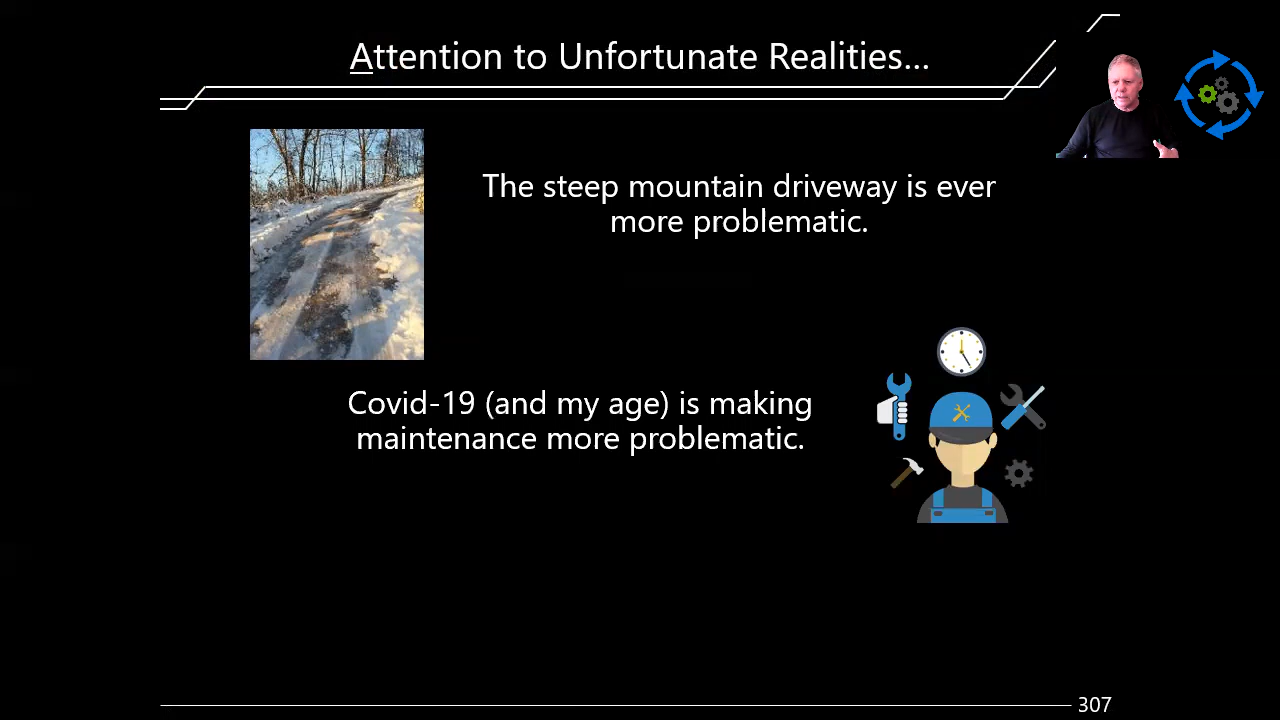 Attention to Unfortunate Realities...
The steep mountain driveway is ever
more problematic.
Covid-19 (and my age) is making
maintenance more problematic.
307